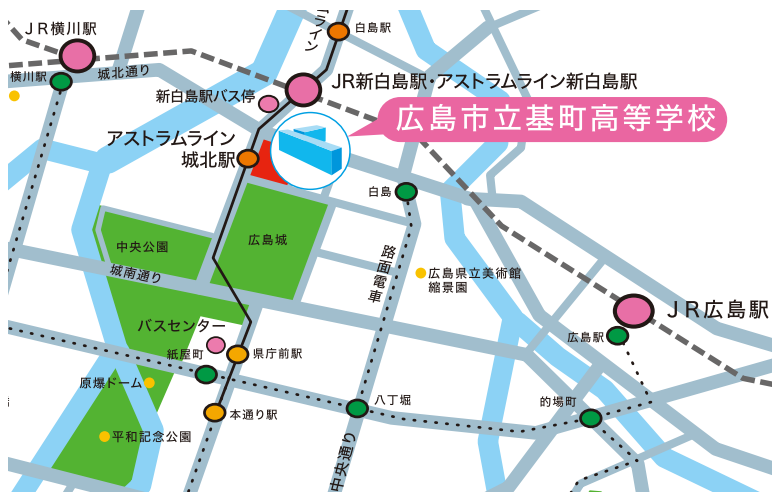 JR横川駅
横川駅
城北通り
ライン
白島駅
新白島駅バス停
JR新白島駅・アストラムライン新白島駅
広島市立基町高等学校
アストラムライン
城北駅
白島
中央公園
広島城
城南通り
路面電車
広島県立美術館
縮景園
JR広島駅
広島駅
バスセンター
紙屋町
県庁前駅
原爆ドーム
八丁堀
的場町
本通り駅
平和記念公園
中央通り